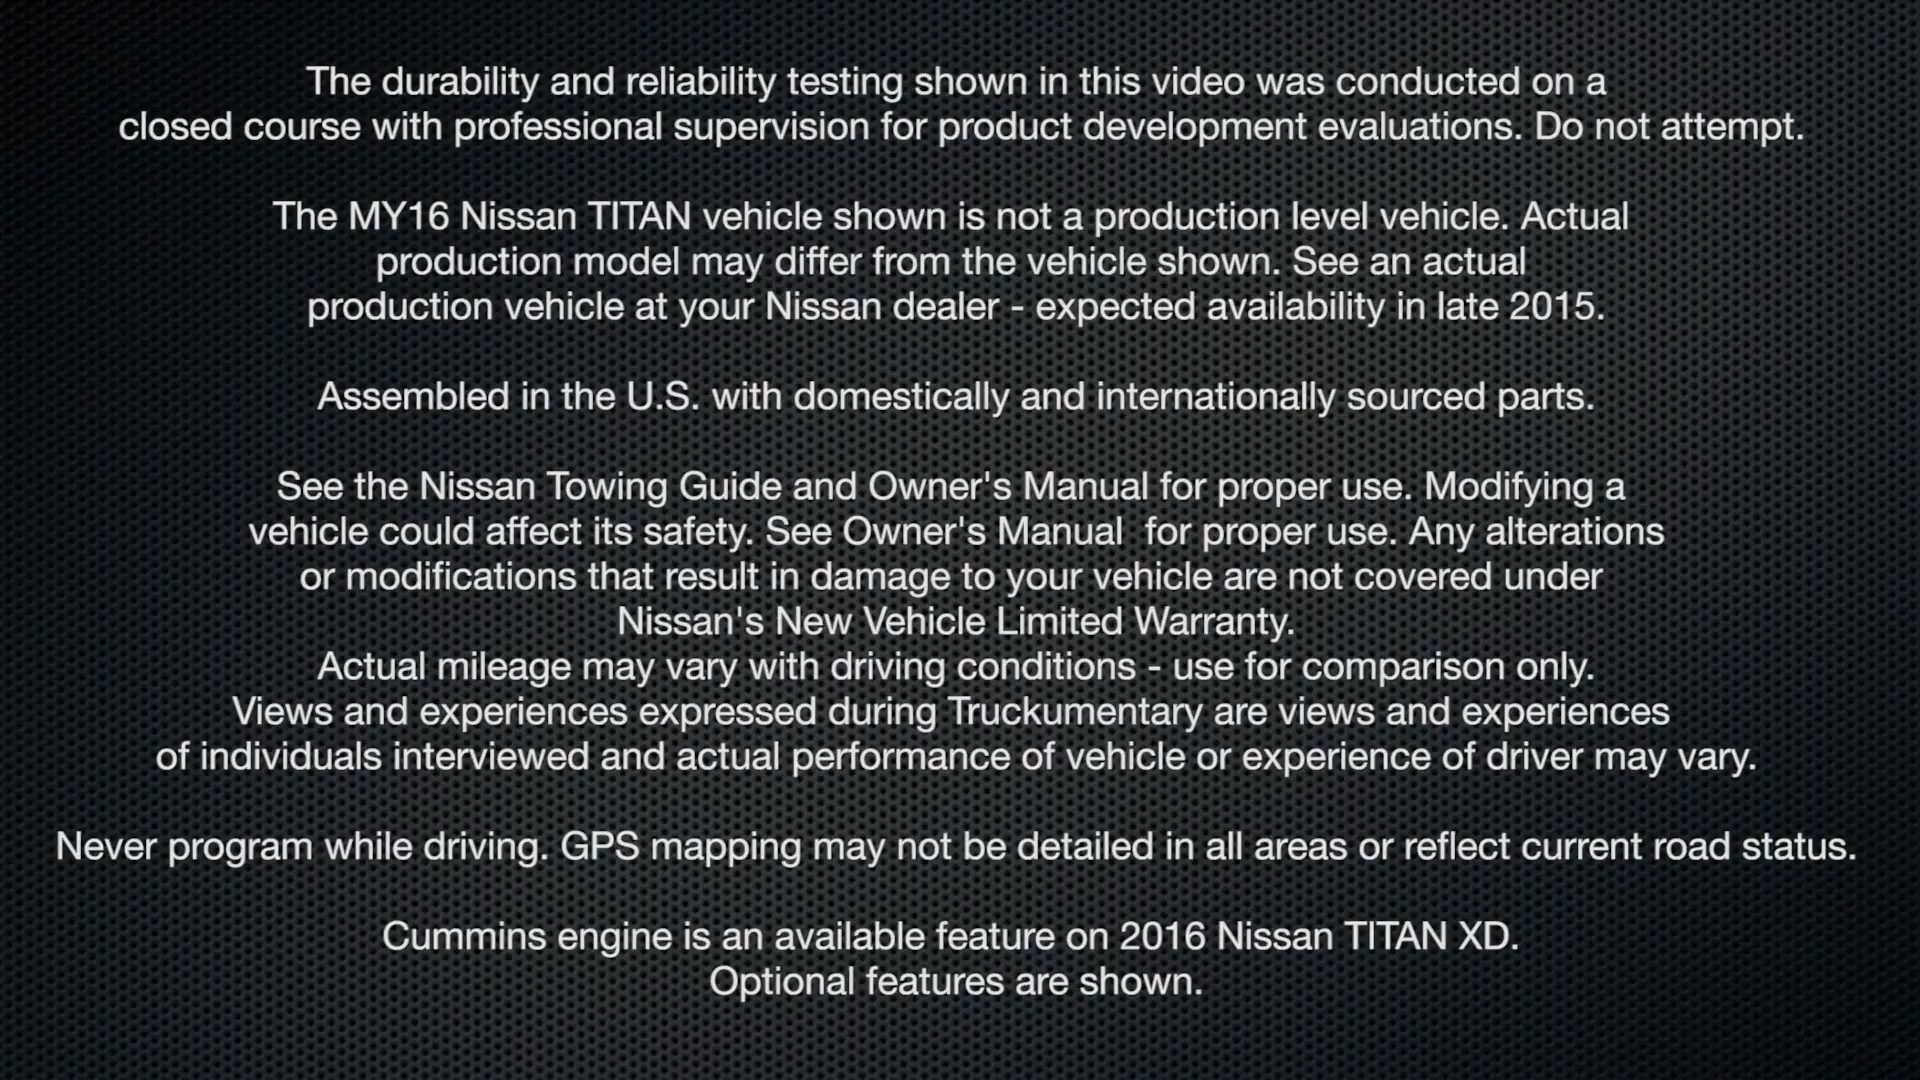 The durability and reliability testing shown in this video was conducted on a
closed course with professional supervision for product development evaluations. Do not attempt.
The MY16 Nissan TITAN vehicle shown is not a production level vehicle. Actual
production model may differ from the vehicle shown. See an actual
production vehicle at your Nissan dealer - expected availability in late 2015.
Assembled in the U.S. with domestically and internationally sourced parts.
See the Nissan Towing Guide and Owner's Manual for proper use. Modifying a
vehicle could affect its safety. See Owner's Manual  for proper use. Any alterations
or modifications that result in damage to your vehicle are not covered under
Nissan's New Vehicle Limited Warranty.
Actual mileage may vary with driving conditions - use for comparison only.
Views and experiences expressed during Truckumentary are views and experiences
of individuals interviewed and actual performance of vehicle or experience of driver may vary.
Never program while driving. GPS mapping may not be detailed in all areas or reflect current road status.
Cummins engine is an available feature on 2016 Nissan TITAN XD.
Optional features are shown.